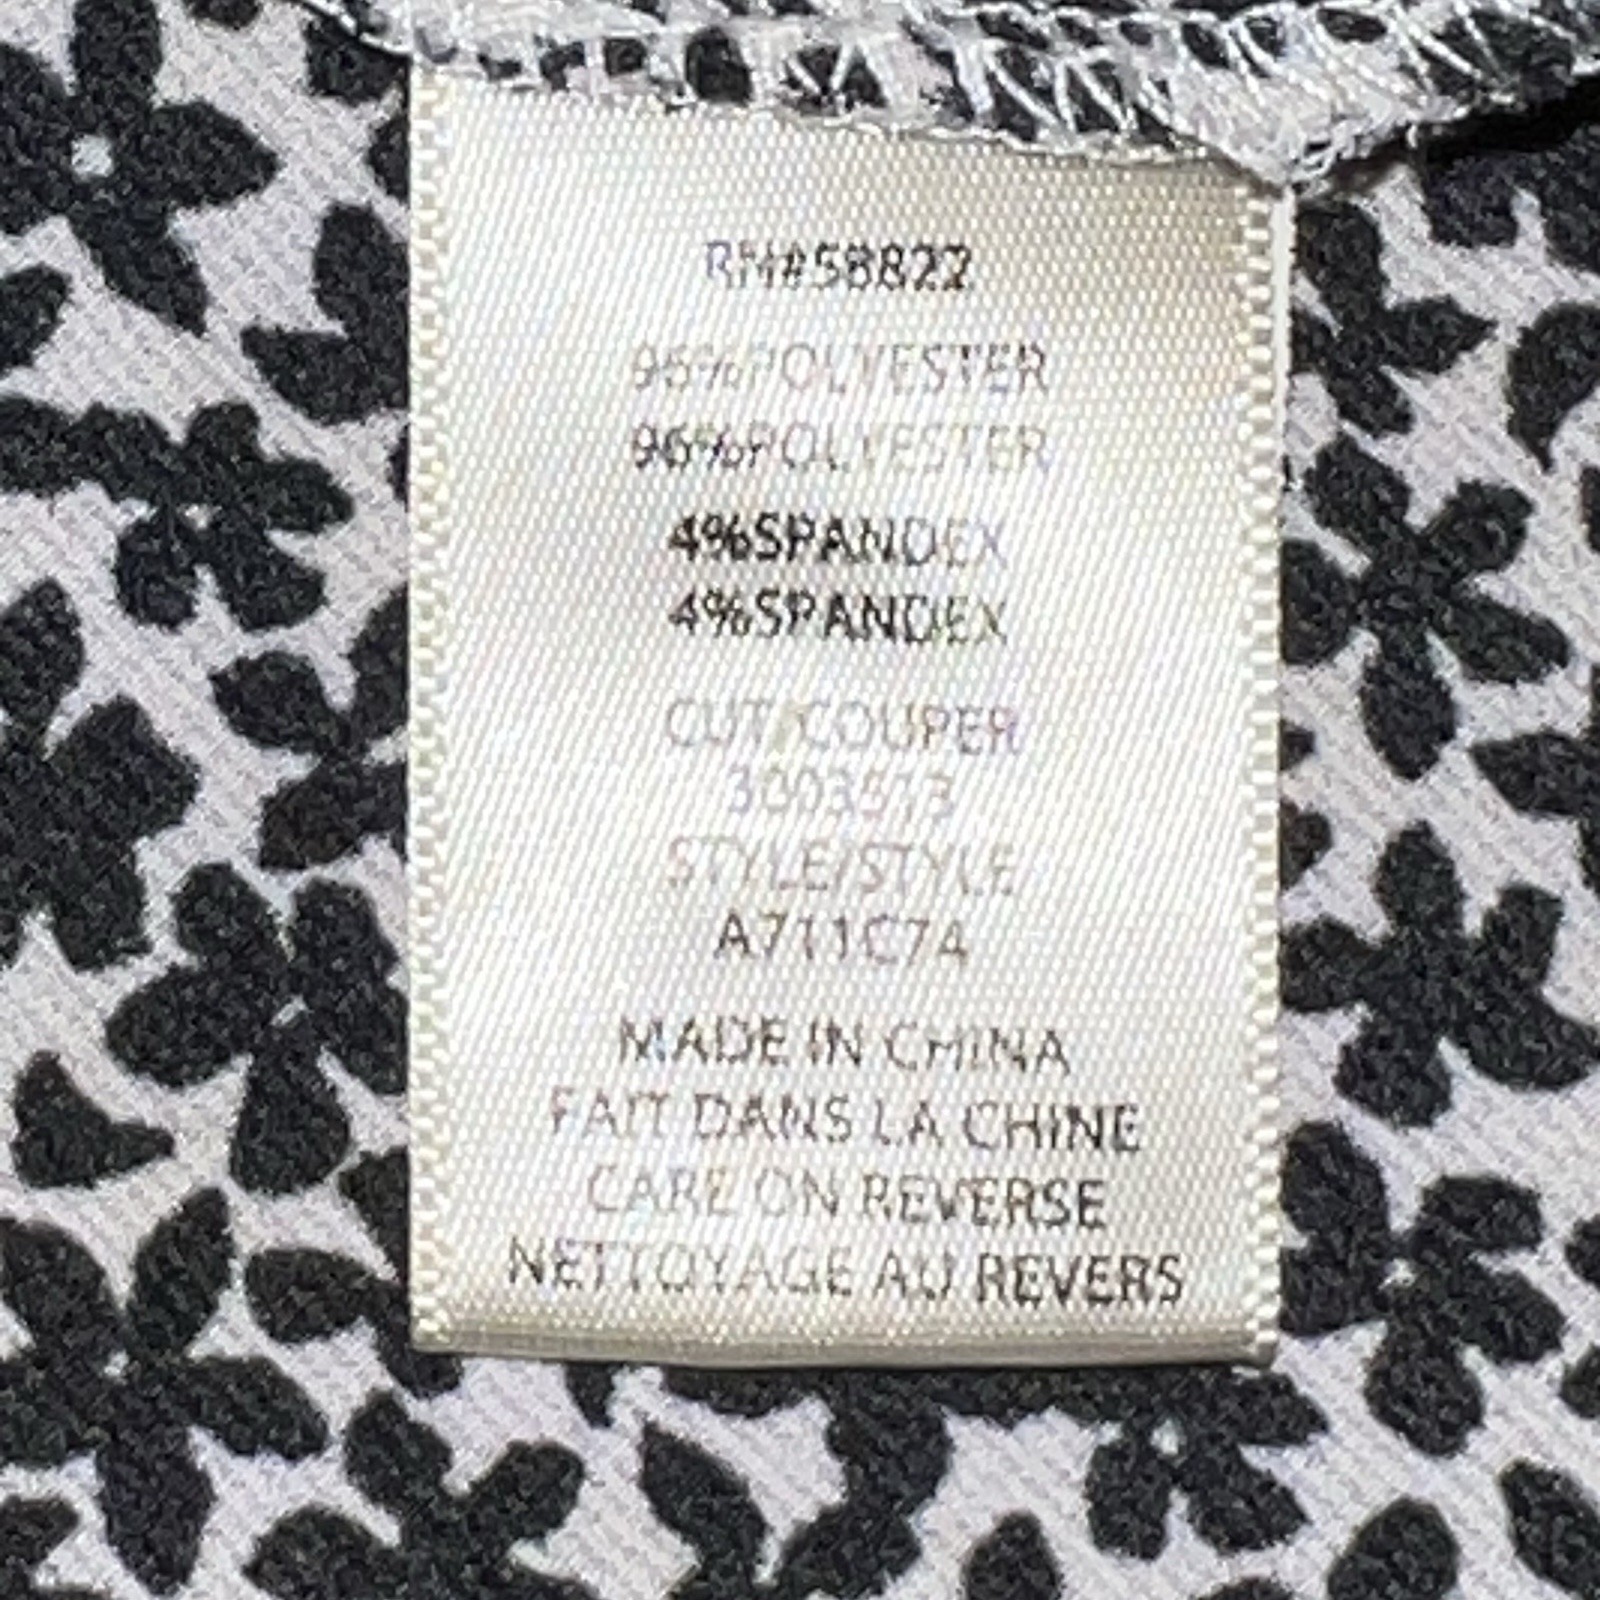 RN#58822
96%POLYESTER
96%POLYESTER
4%SPANDEX
4%SPANDEX
CUT/COUPER
3003513
STYLE/STYLE
A711C74
MADE IN CHINA
FAIT DANS LA CHINE
CARE ON REVERSE
NETTOYAGE AU REVERS